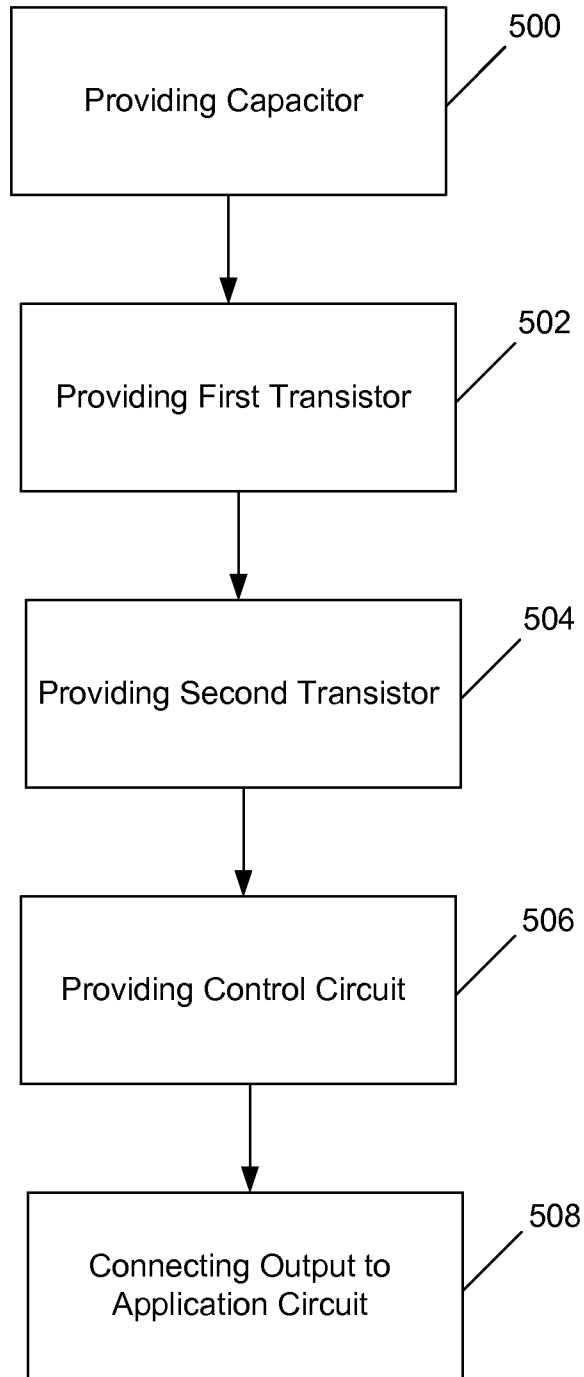 500
Providing Capacitor
502
Providing First Transistor
504
Providing Second Transistor
506
Providing Control Circuit
508
Connecting Output to
Application Circuit